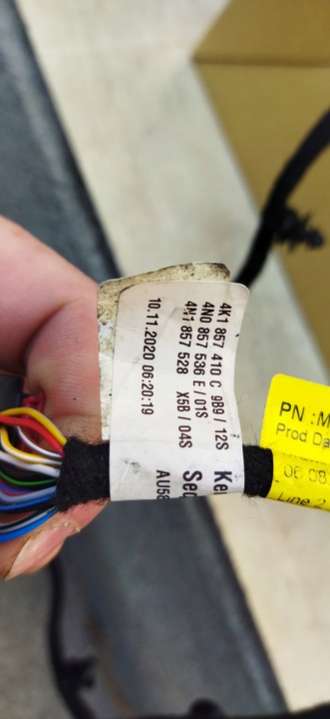 4K1 857 410 C 9B9 / 12S
4N0 857 536 E / 01S
4M1 857 528 X5B / 04S
10.11.2020 06:20:19
PN :M
Prod Da
06 08
Line 2